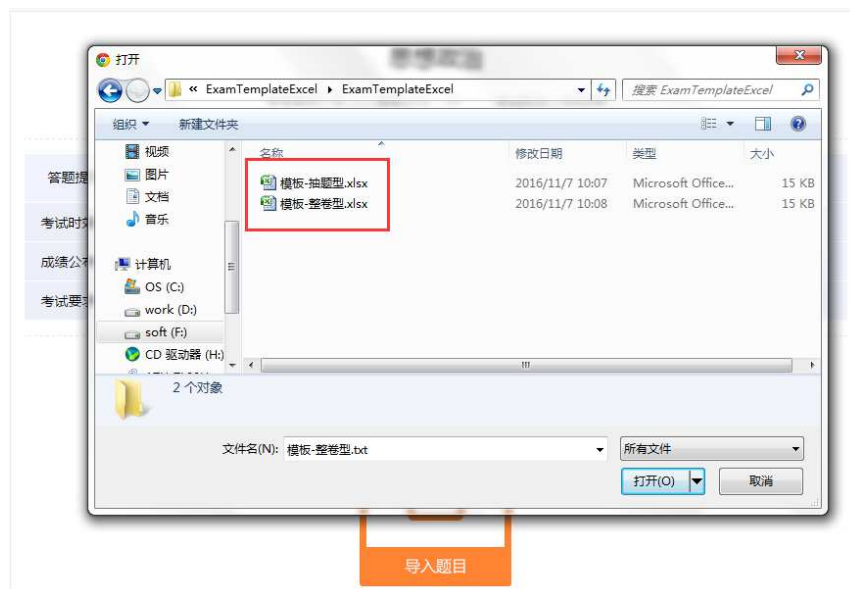 思想政治
打开
« ExamTemplateExcel ▸ ExamTemplateExcel
搜索 ExamTemplateExcel
组织
新建文件夹
视频
图片
文档
音乐
计算机
OS (C:)
work (D:)
soft (F:)
CD 驱动器 (H:)
名称 修改日期 类型 大小
模板-抽题型.xlsx 2016/11/7 10:07 Microsoft Office... 15 KB
模板-整卷型.xlsx 2016/11/7 10:08 Microsoft Office... 15 KB
答题提
考试时
成绩公
考试要
2 个对象
文件名(N): 模板-整卷型.txt 所有文件
打开(O) 取消
导入题目